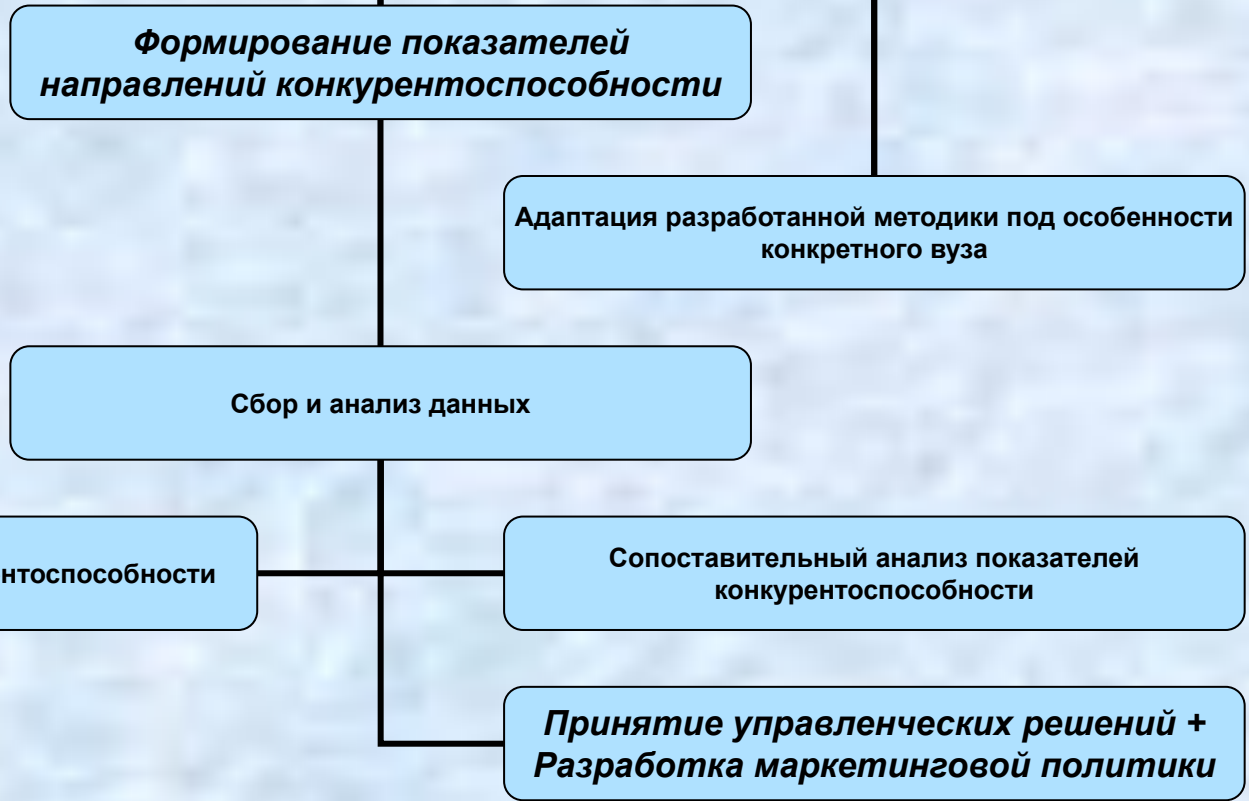 Формирование показателей
направлений конкурентоспособности
Адаптация разработанной методики под особенности
конкретного вуза
Сбор и анализ данных
нтоспособности
Сопоставительный анализ показателей
конкурентоспособности
Принятие управленческих решений +
Разработка маркетинговой политики